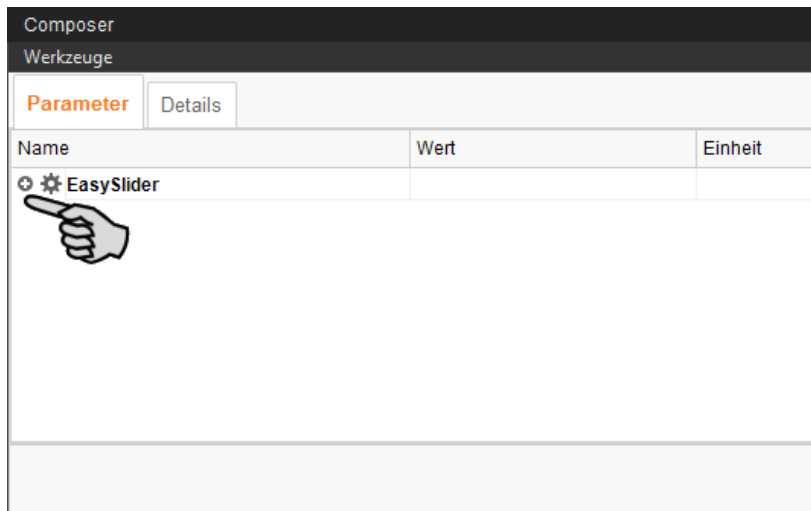 Composer
Werkzeuge
Parameter Details
Name Wert Einheit
EasySlider